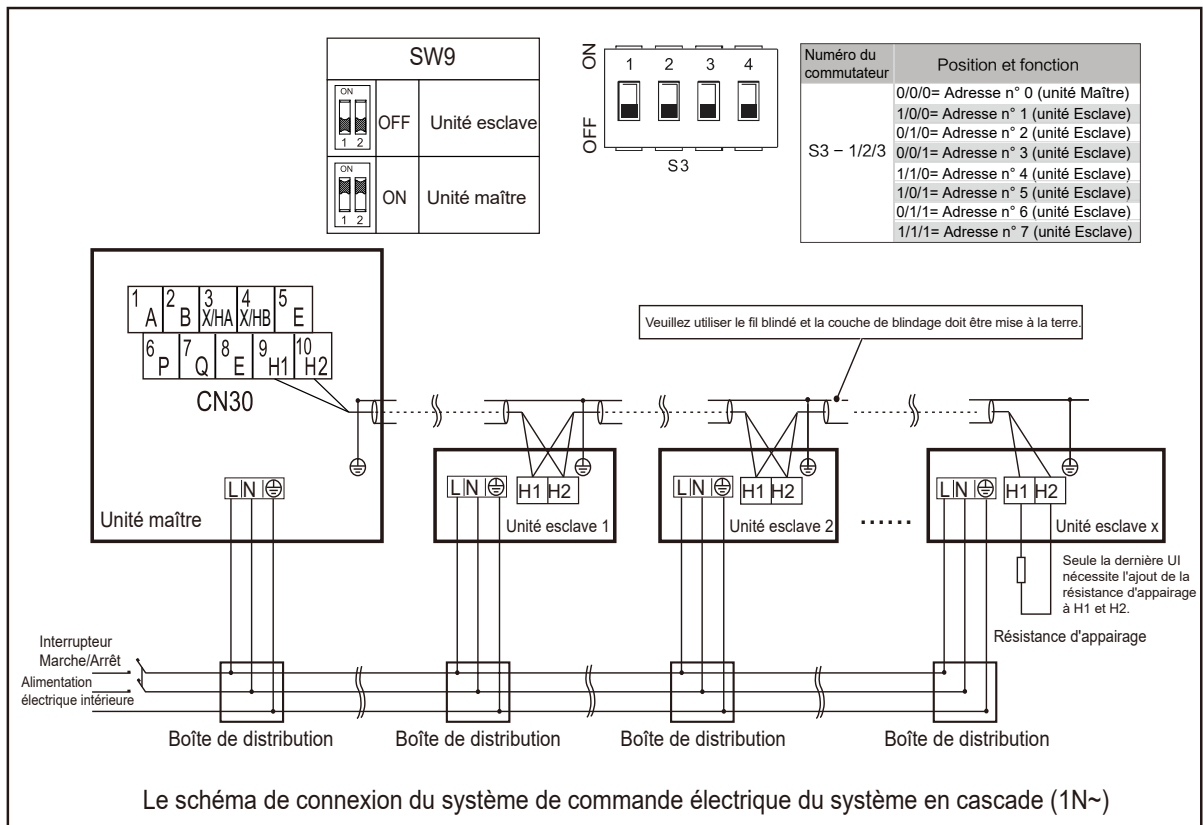 SW9
ON
1 2
OFF
Unité esclave
ON
1 2
ON
Unité maître
ON
OFF
1 2 3 4
S3
Numéro du
commutateur
Position et fonction
S3 – 1/2/3
0/0/0= Adresse n° 0 (unité Maître)
1/0/0= Adresse n° 1 (unité Esclave)
0/1/0= Adresse n° 2 (unité Esclave)
0/0/1= Adresse n° 3 (unité Esclave)
1/1/0= Adresse n° 4 (unité Esclave)
1/0/1= Adresse n° 5 (unité Esclave)
0/1/1= Adresse n° 6 (unité Esclave)
1/1/1= Adresse n° 7 (unité Esclave)
1 A 2 B 3 X/HA 4 X/HB 5 E
6 P 7 Q 8 E 9 H1 10 H2
CN30
Veuillez utiliser le fil blindé et la couche de blindage doit être mise à la terre.
L N
Unité maître
L N
H1 H2
Unité esclave 1
L N
H1 H2
Unité esclave 2
......
L N
H1 H2
Unité esclave x
Seule la dernière UI
nécessite l'ajout de la
résistance d'appairage
à H1 et H2.
Résistance d'appairage
Interrupteur
Marche/Arrêt
Alimentation
électrique intérieure
Boîte de distribution
Boîte de distribution
Boîte de distribution
Boîte de distribution
Le schéma de connexion du système de commande électrique du système en cascade (1N~)